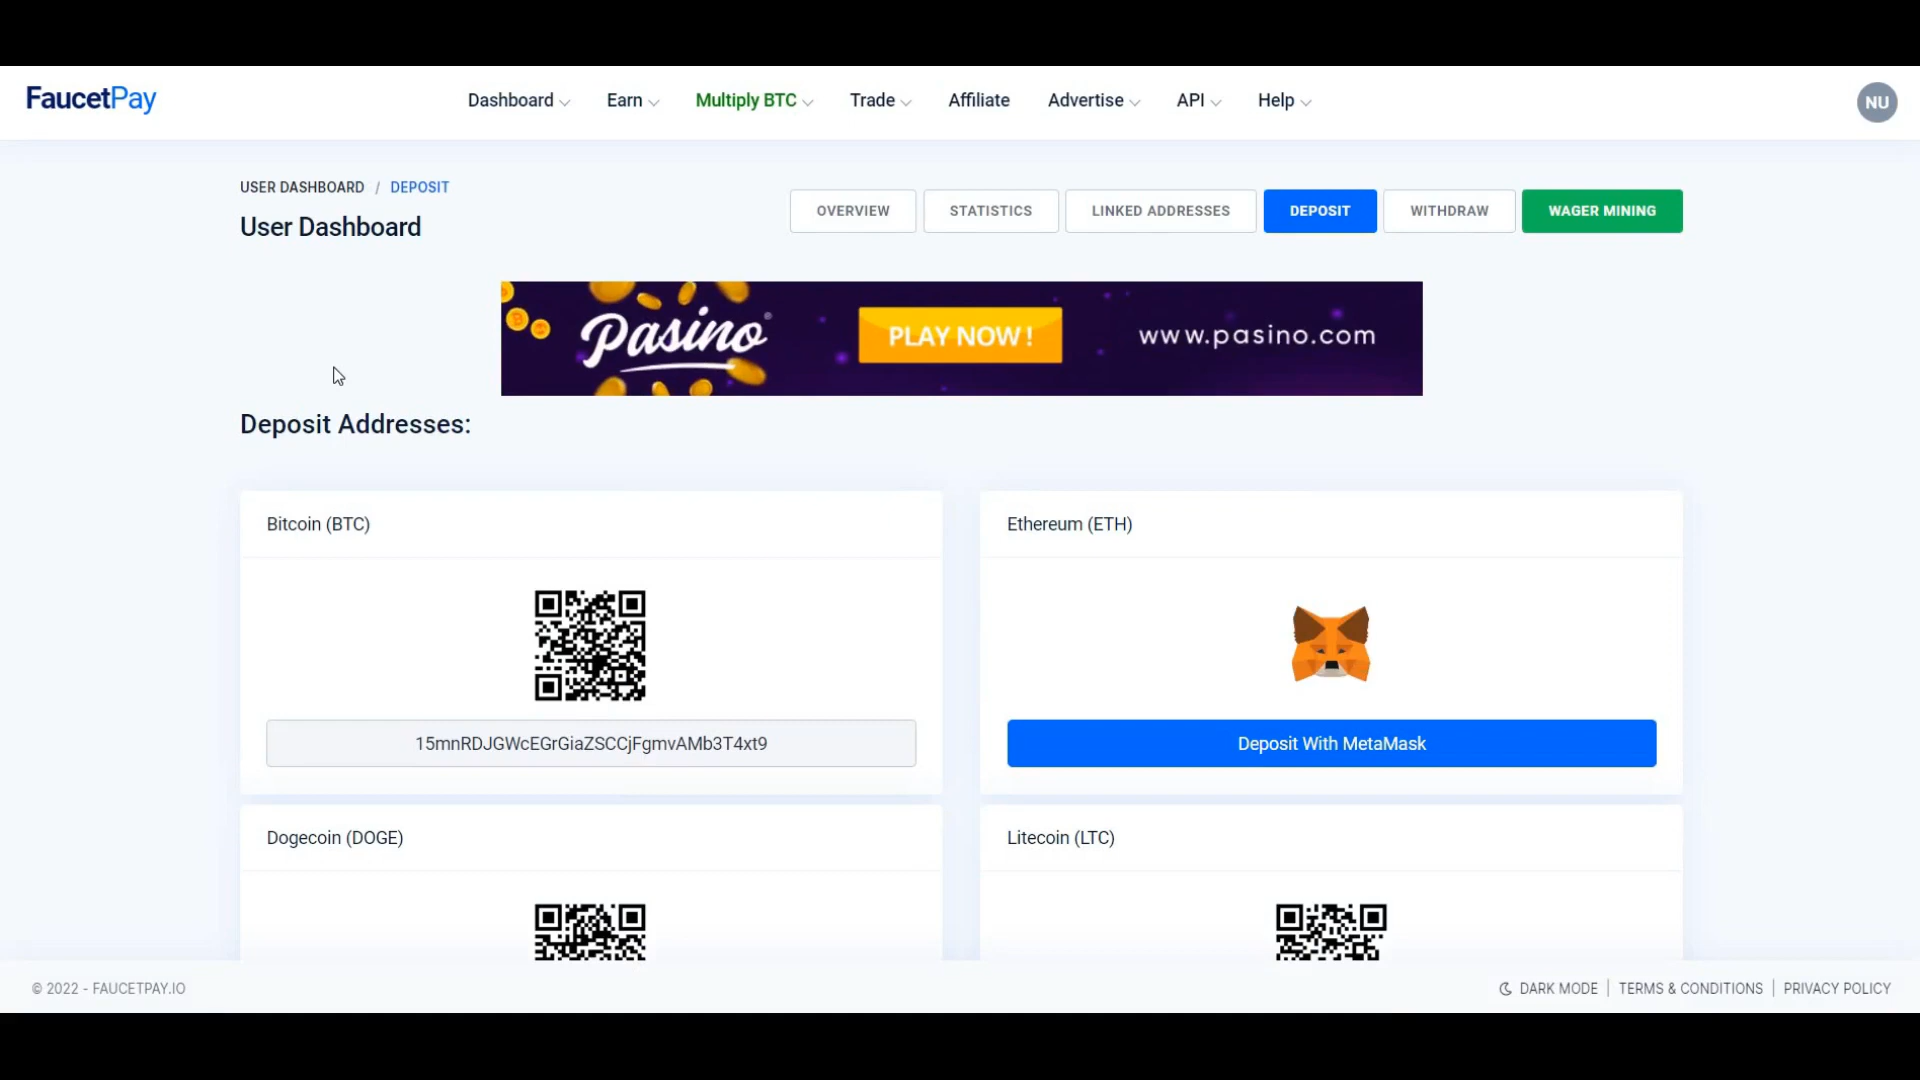 FaucetPay
Dashboard Earn Multiply BTC Trade Affiliate Advertise API Help
NU
USER DASHBOARD / DEPOSIT
User Dashboard
OVERVIEW STATISTICS LINKED ADDRESSES DEPOSIT WITHDRAW WAGER MINING
Pasino® PLAY NOW! www.pasino.com
Deposit Addresses:
Bitcoin (BTC)
15mnRDJGWcEGrGiaZSCCjFgmvAMb3T4xt9
Ethereum (ETH)
Deposit With MetaMask
Dogecoin (DOGE)
Litecoin (LTC)
© 2022 - FAUCETPAY.IO
DARK MODE | TERMS & CONDITIONS | PRIVACY POLICY